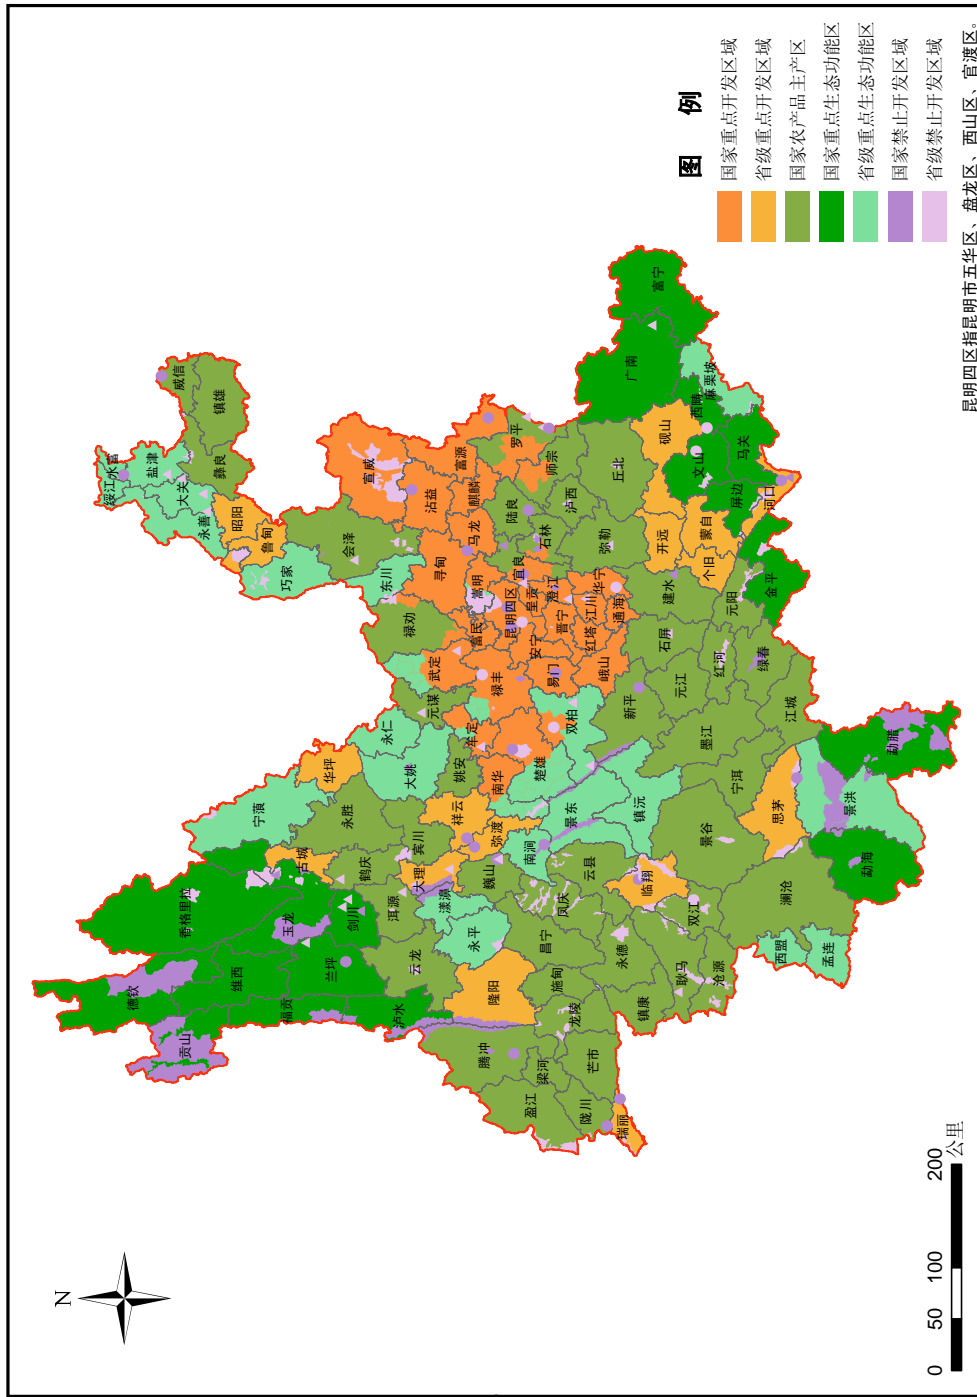 N
德钦
贡山
香格里拉
维西
福贡
玉龙
兰坪
剑川
泸水
古城
宁蒗
永胜
华坪
鹤庆
洱源
云龙
宾川
大理
漾濞
永平
祥云
弥渡
巍山
南涧
永仁
大姚
元谋
姚安
牟定
南华
楚雄
双柏
武定
禄丰
禄劝
绥江
水富
盐津
威信
镇雄
大关
永善
彝良
昭阳
鲁甸
巧家
会泽
东川
宣威
沾益
富源
麒麟
马龙
寻甸
嵩明
富民
昆明四区
宜良
呈贡
石林
陆良
罗平
师宗
安宁
晋宁
澄江
易门
红塔
江川
华宁
峨山
通海
泸西
弥勒
丘北
广南
富宁
砚山
西畴
麻栗坡
文山
马关
开远
蒙自
个旧
屏边
河口
建水
石屏
元阳
金平
红河
绿春
新平
元江
墨江
江城
宁洱
景东
镇沅
景谷
思茅
澜沧
西盟
孟连
景洪
勐腊
勐海
隆阳
昌宁
施甸
龙陵
腾冲
梁河
盈江
陇川
芒市
瑞丽
凤庆
云县
临翔
永德
双江
镇康
耿马
沧源
图 例
国家重点开发区域
省级重点开发区域
国家农产品主产区
国家重点生态功能区
省级重点生态功能区
国家禁止开发区域
省级禁止开发区域
昆明四区指昆明市五华区、盘龙区、西山区、官渡区。
0 50 100 200
公里